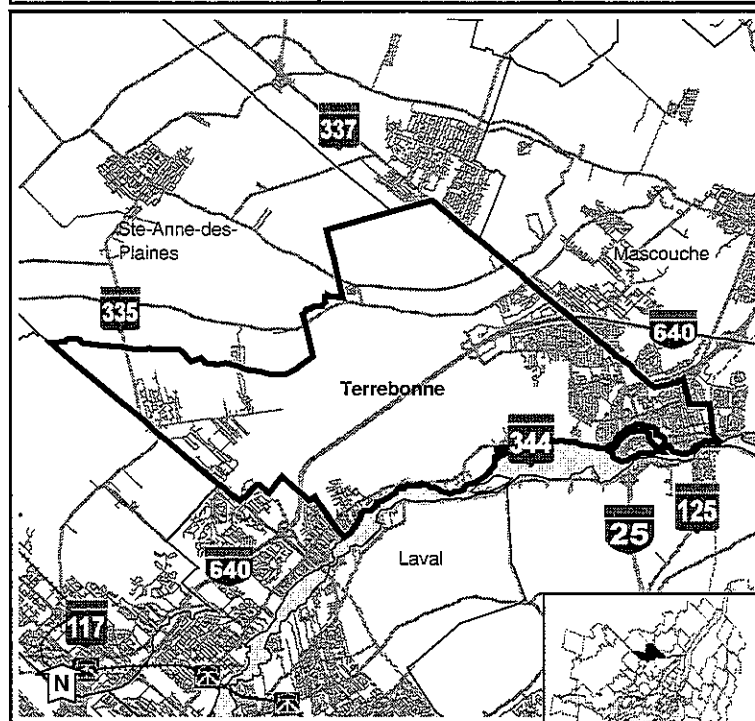 337
Ste-Anne-des-
Plaines
Mascouche
335
640
Terrebonne
344
25
125
Laval
640
117
N